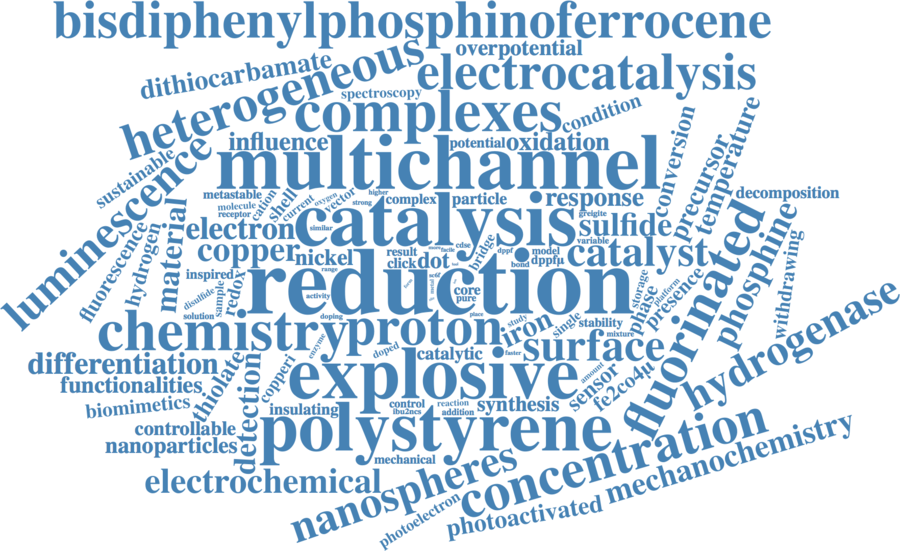 bisdiphenylphosphinoferrocene
overpotential
dithiocarbamate
heterogeneous
electrocatalysis
spectroscopy
complexes
condition
influence
potential
oxidation
conversion
precursor
temperature
sustainable
luminescence
multichannel
metastable
molecule
receptor
cation
shell
current
oxygen
vector
higher
strong
complex
particle
response
decomposition
electron
similar
catalysis
greigite
sulfide
variable
fluorescence
hydrogen
material
copper
nickel
result
click
dot
cdse
facile
bridge
dppf
model
bond
dppfμ
catalyst
fluorinated
phosphine
withdrawing
inspired
redox
range
disulfide
sample
solution
activity
reduction
metal
core
pure
storage
phase
platform
presence
hydrogenase
chemistry
doping
proton
place
study
iron
single
stability
mixture
enzyme
doped
catalytic
faster
surface
differentiation
functionalities
thiolate
copperi
explosive
amount
sensor
fe2co4μ
biomimetics
detection
insulating
control
ibu2ncs
reaction
addition
synthesis
controllable
nanoparticles
polystyrene
mechanical
electrochemical
nanospheres
concentration
mechanochemistry
photoelectron
photoactivated